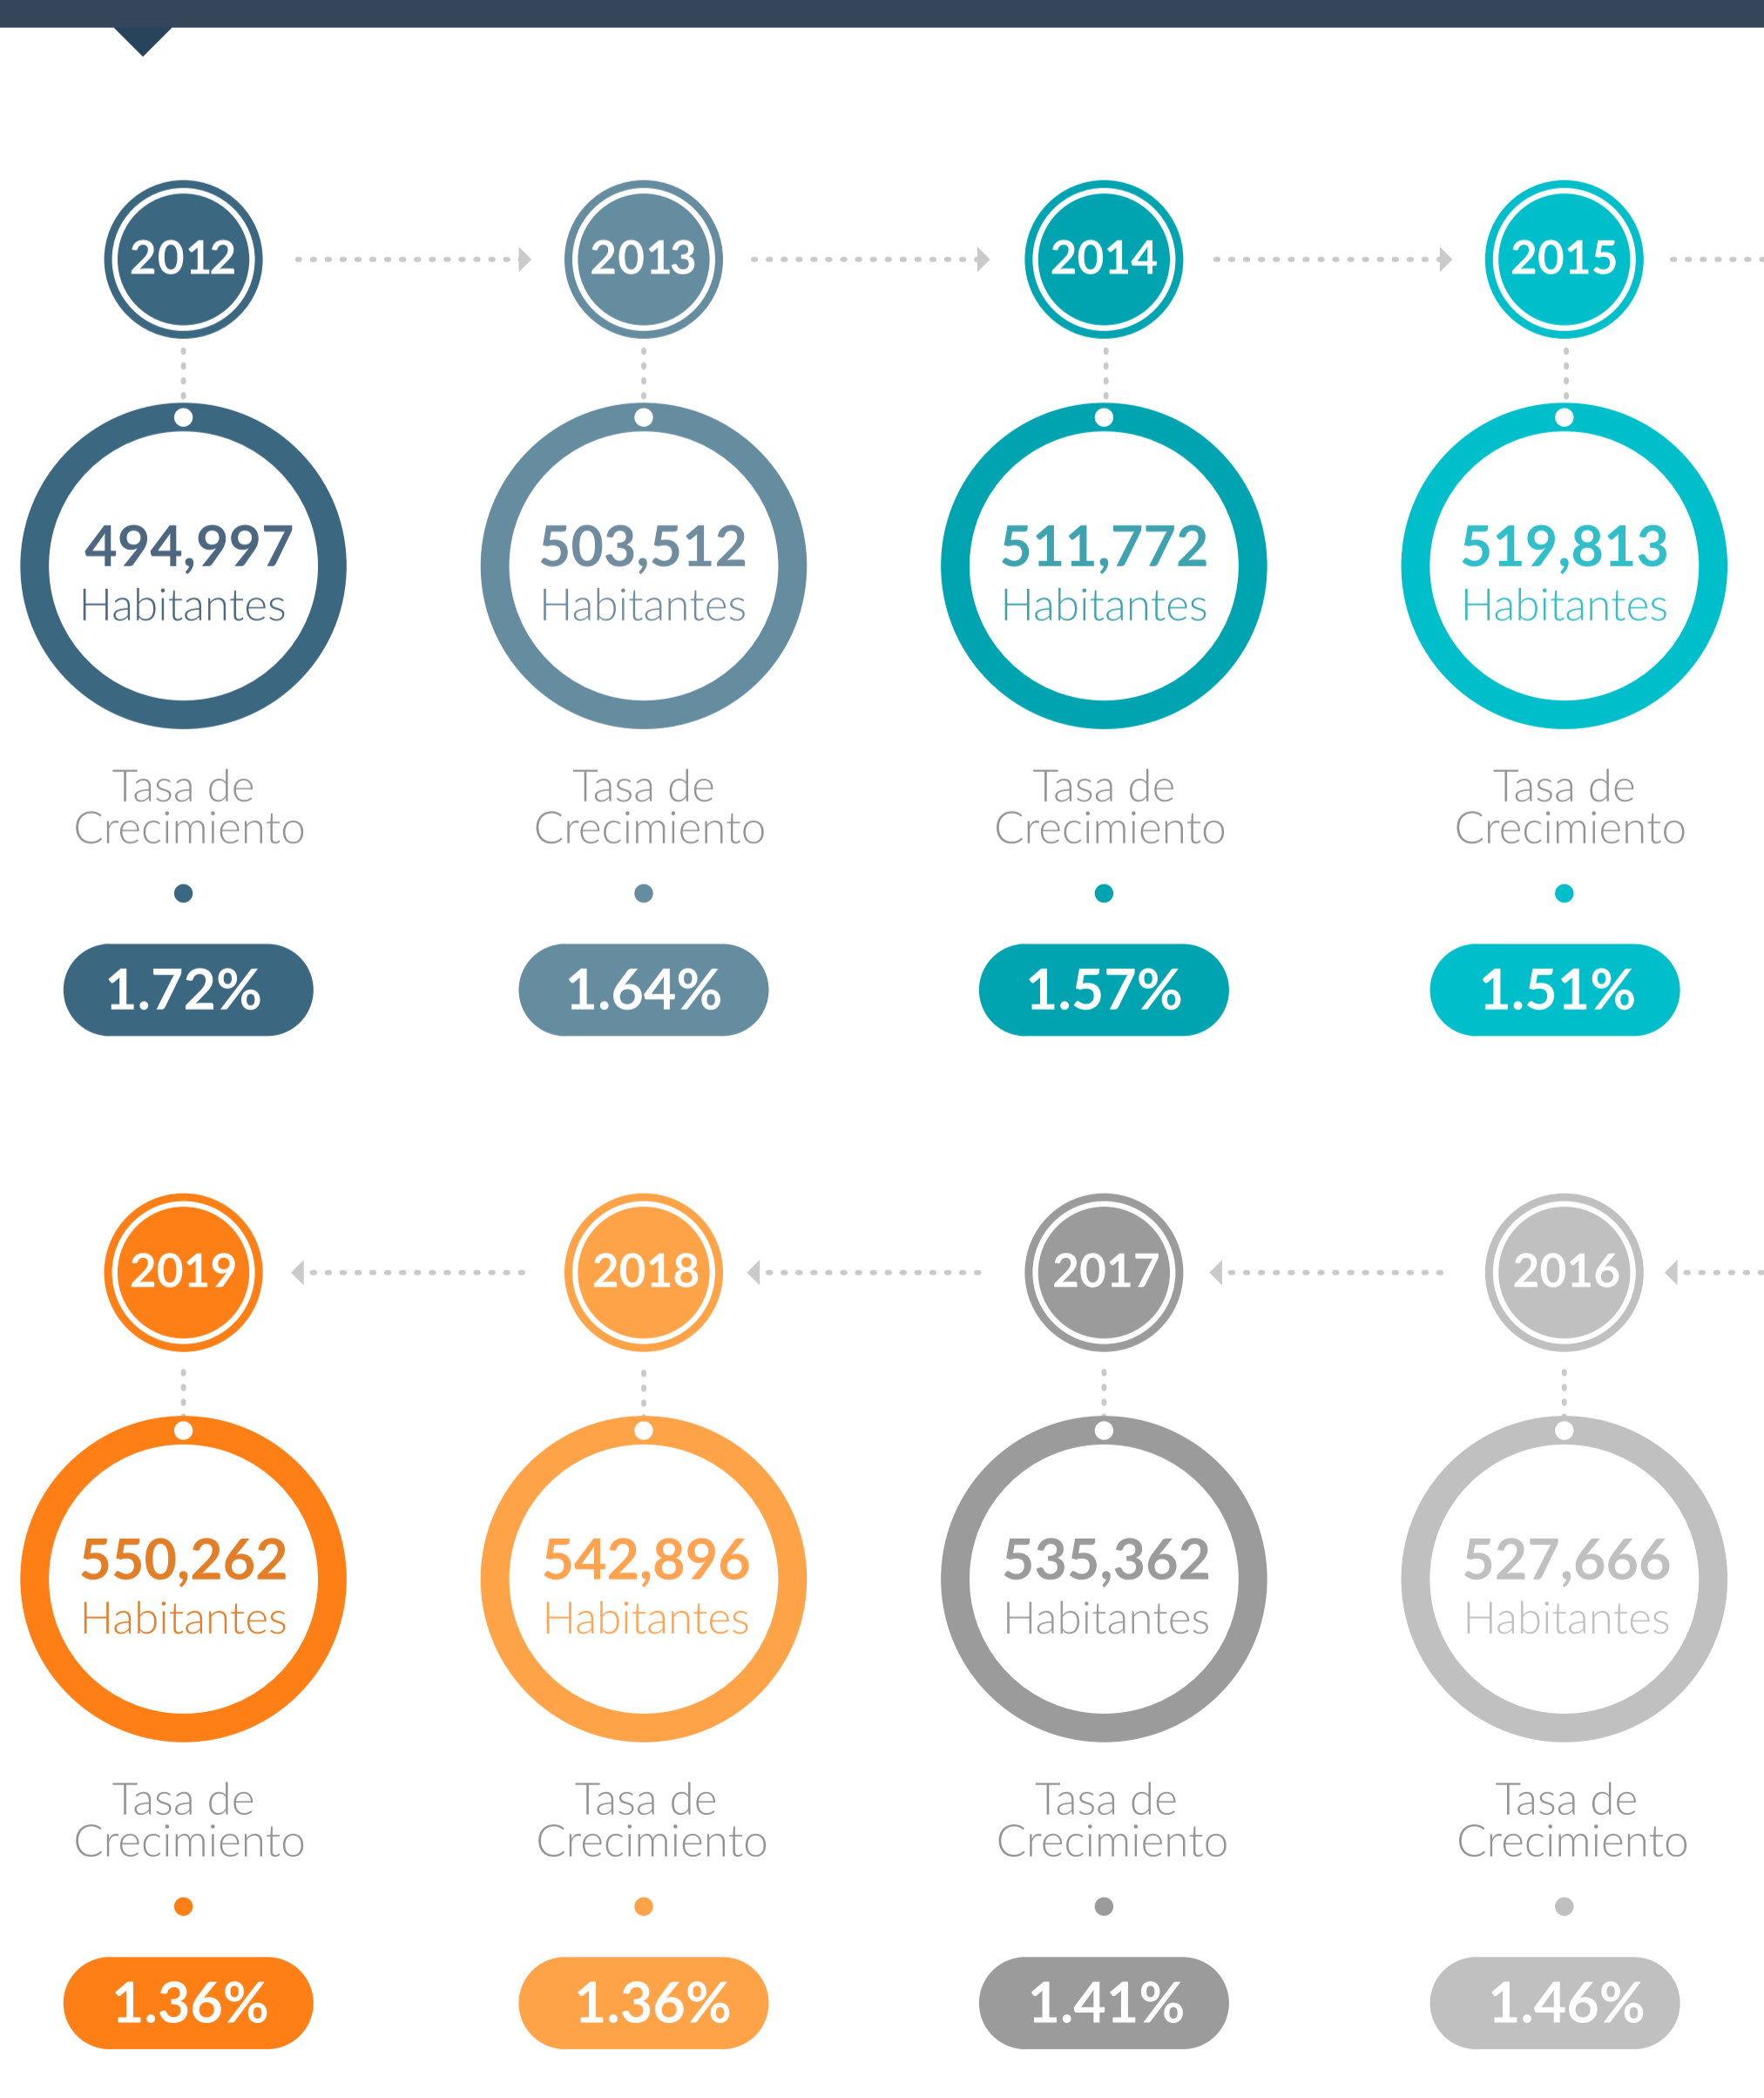 2012
2013
2014
2015
494,997
Habitantes
503,512
Habitantes
511,772
Habitantes
519,813
Habitantes
Tasa de
Crecimiento
Tasa de
Crecimiento
Tasa de
Crecimiento
Tasa de
Crecimiento
1.72%
1.64%
1.57%
1.51%
2019
2018
2017
2016
550,262
Habitantes
542,896
Habitantes
535,362
Habitantes
527,666
Habitantes
Tasa de
Crecimiento
Tasa de
Crecimiento
Tasa de
Crecimiento
Tasa de
Crecimiento
1.36%
1.36%
1.41%
1.46%